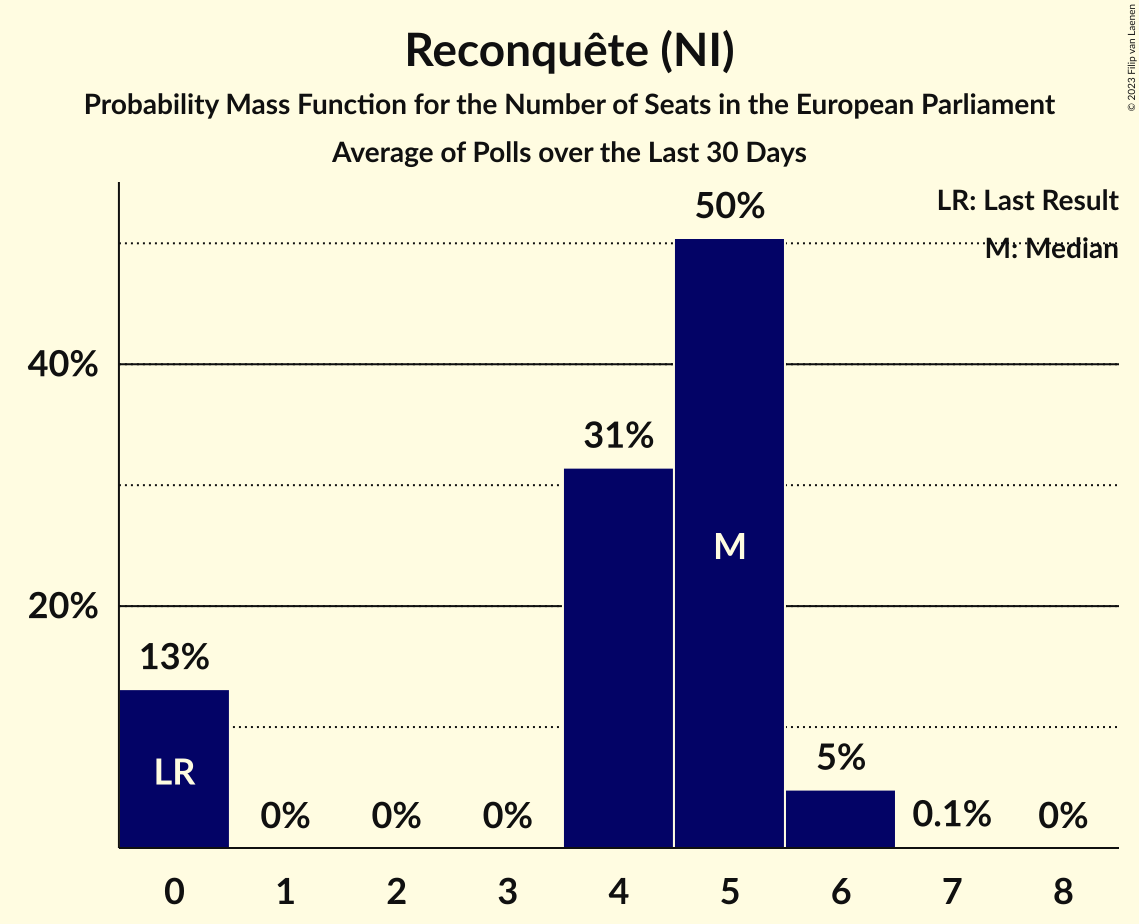 Reconquête (NI)
Probability Mass Function for the Number of Seats in the European Parliament
Average of Polls over the Last 30 Days
© 2023 Filip van Laenen
LR: Last Result
M: Median
50%
40%
31%
M
20%
13%
LR
5%
0%
0%
0%
0.1%
0%
0 1 2 3 4 5 6 7 8